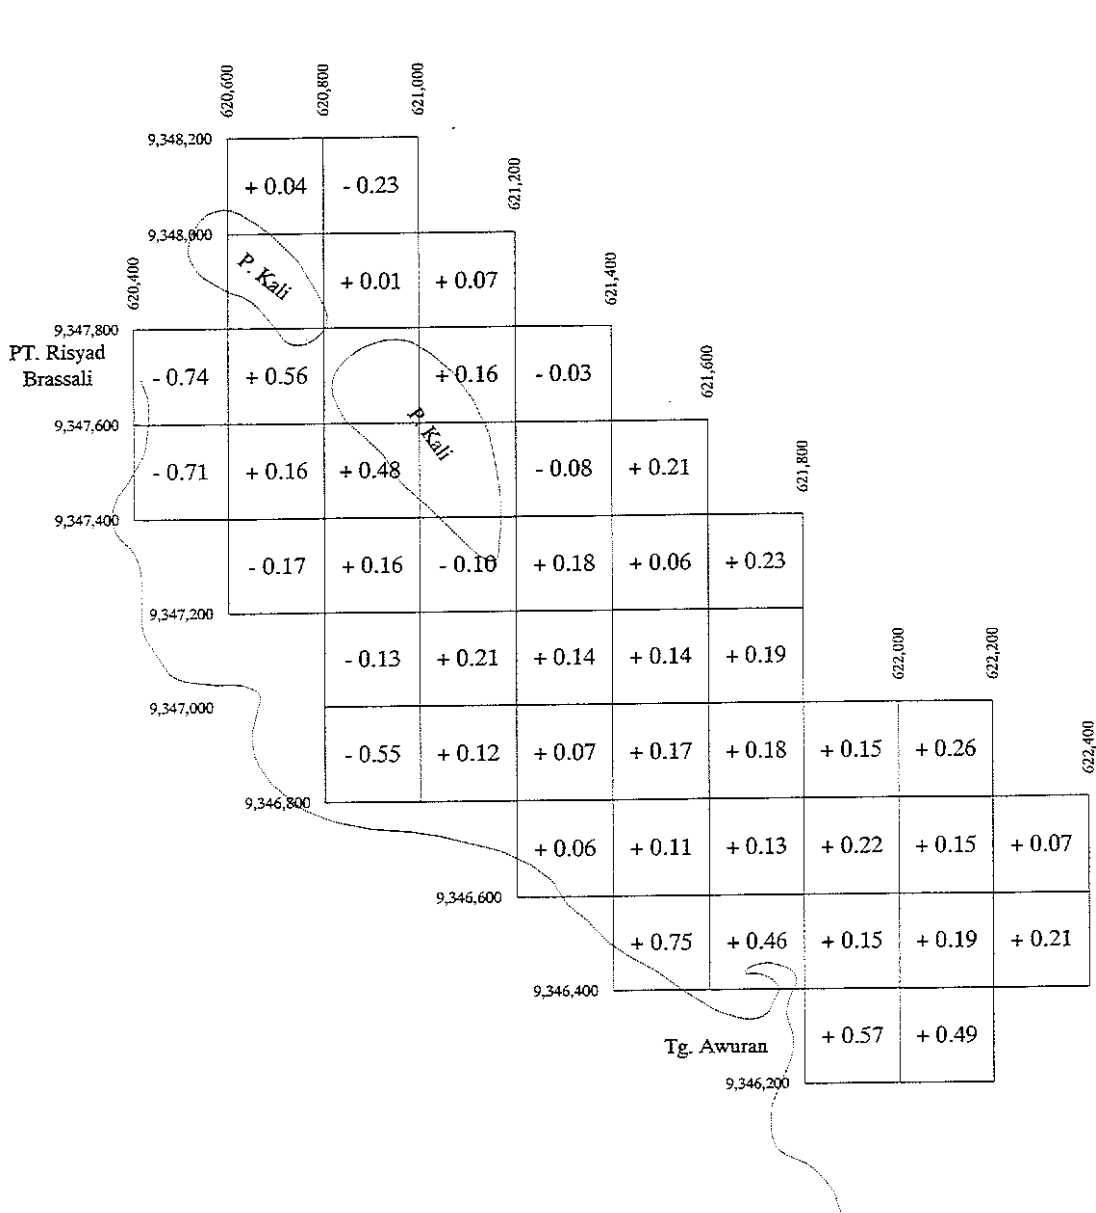 620,600
620,800
621,000
9,348,200
621,200
+ 0.04 - 0.23
9,348,000
620,400
621,400
P. Kali
+ 0.01 + 0.07
9,347,800
PT. Risyad
Brassali
621,600
- 0.74 + 0.56 + 0.16 - 0.03
9,347,600
P. Kali
621,800
- 0.71 + 0.16 + 0.48 - 0.08 + 0.21
9,347,400
- 0.17 + 0.16 - 0.10 + 0.18 + 0.06 + 0.23
9,347,200
622,000
622,200
- 0.13 + 0.21 + 0.14 + 0.14 + 0.19
9,347,000
622,400
- 0.55 + 0.12 + 0.07 + 0.17 + 0.18 + 0.15 + 0.26
9,346,800
+ 0.06 + 0.11 + 0.13 + 0.22 + 0.15 + 0.07
9,346,600
+ 0.75 + 0.46 + 0.15 + 0.19 + 0.21
9,346,400
Tg. Awuran
+ 0.57 + 0.49
9,346,200